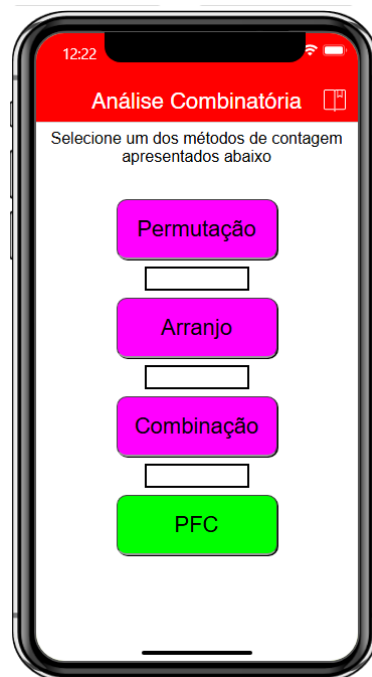 12:22
Análise Combinatória
Selecione um dos métodos de contagem
apresentados abaixo
Permutação
Arranjo
Combinação
PFC